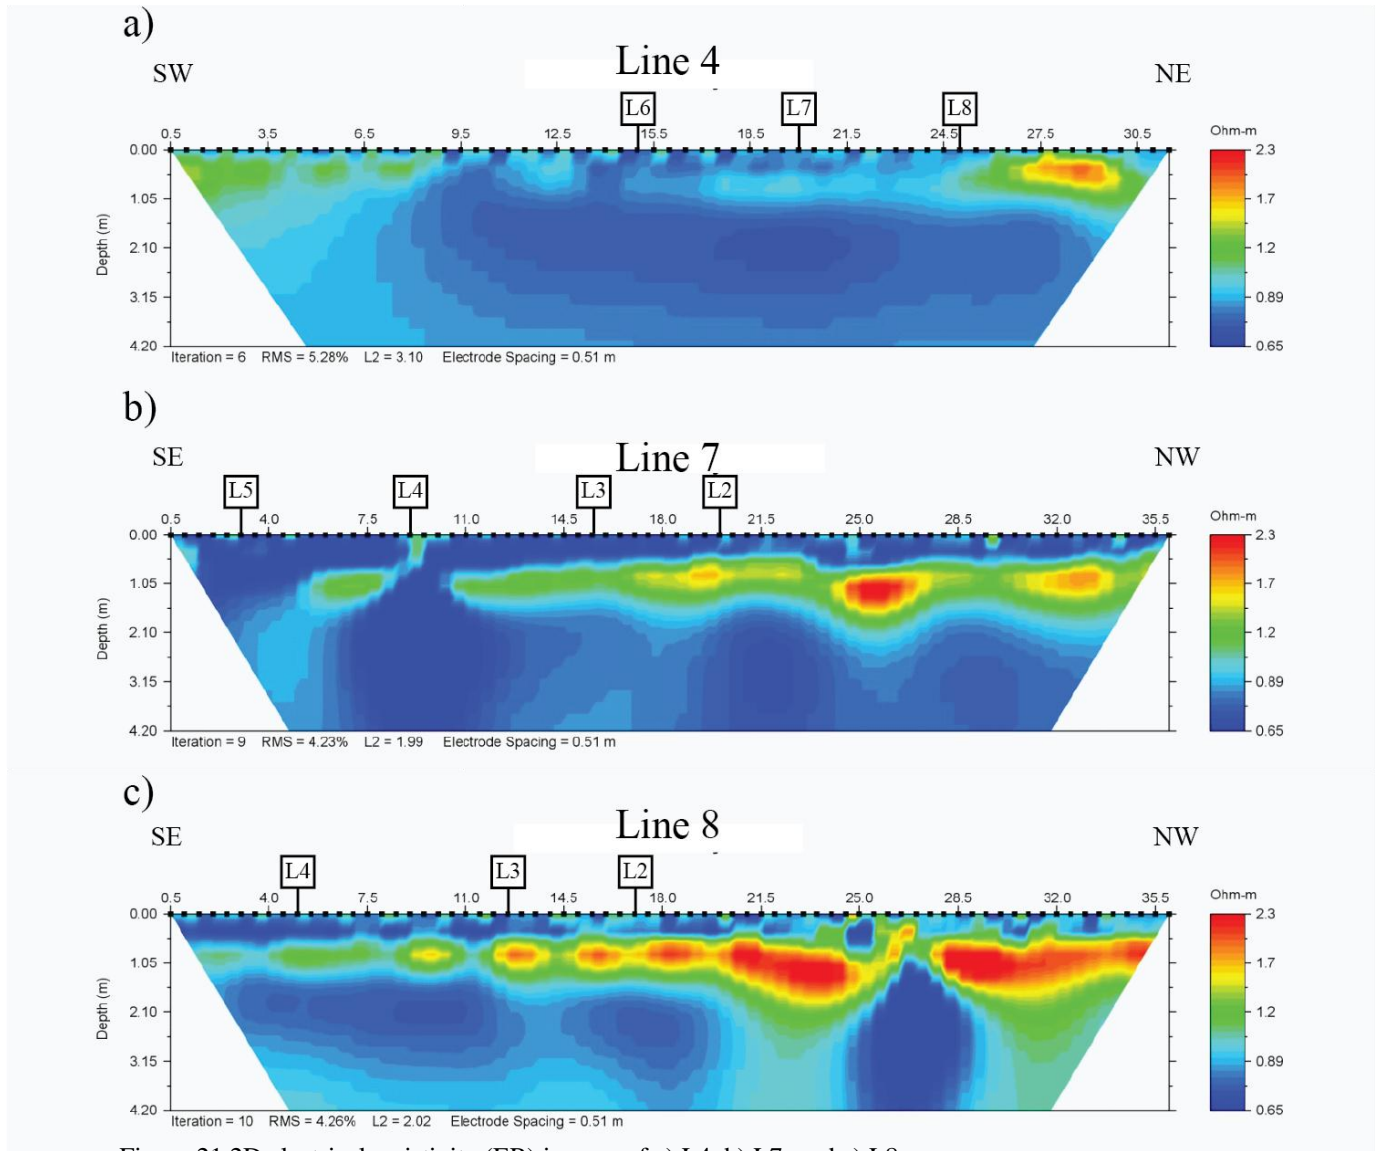 a)
Line 4
SW NE
L6 L7 L8
0.5 3.5 6.5 9.5 12.5 15.5 18.5 21.5 24.5 27.5 30.5
Ohm-m
0.00
1.05
2.10
3.15
4.20
Depth (m)
2.3
1.7
1.2
0.89
0.65
Iteration = 6 RMS = 5.28% L2 = 3.10 Electrode Spacing = 0.51 m
b)
Line 7
SE NW
L5 L4 L3 L2
0.5 4.0 7.5 11.0 14.5 18.0 21.5 25.0 28.5 32.0 35.5
Ohm-m
0.00
1.05
2.10
3.15
4.20
Depth (m)
2.3
1.7
1.2
0.89
0.65
Iteration = 9 RMS = 4.23% L2 = 1.99 Electrode Spacing = 0.51 m
c)
Line 8
SE NW
L4 L3 L2
0.5 4.0 7.5 11.0 14.5 18.0 21.5 25.0 28.5 32.0 35.5
Ohm-m
0.00
1.05
2.10
3.15
4.20
Depth (m)
2.3
1.7
1.2
0.89
0.65
Iteration = 10 RMS = 4.26% L2 = 2.02 Electrode Spacing = 0.51 m